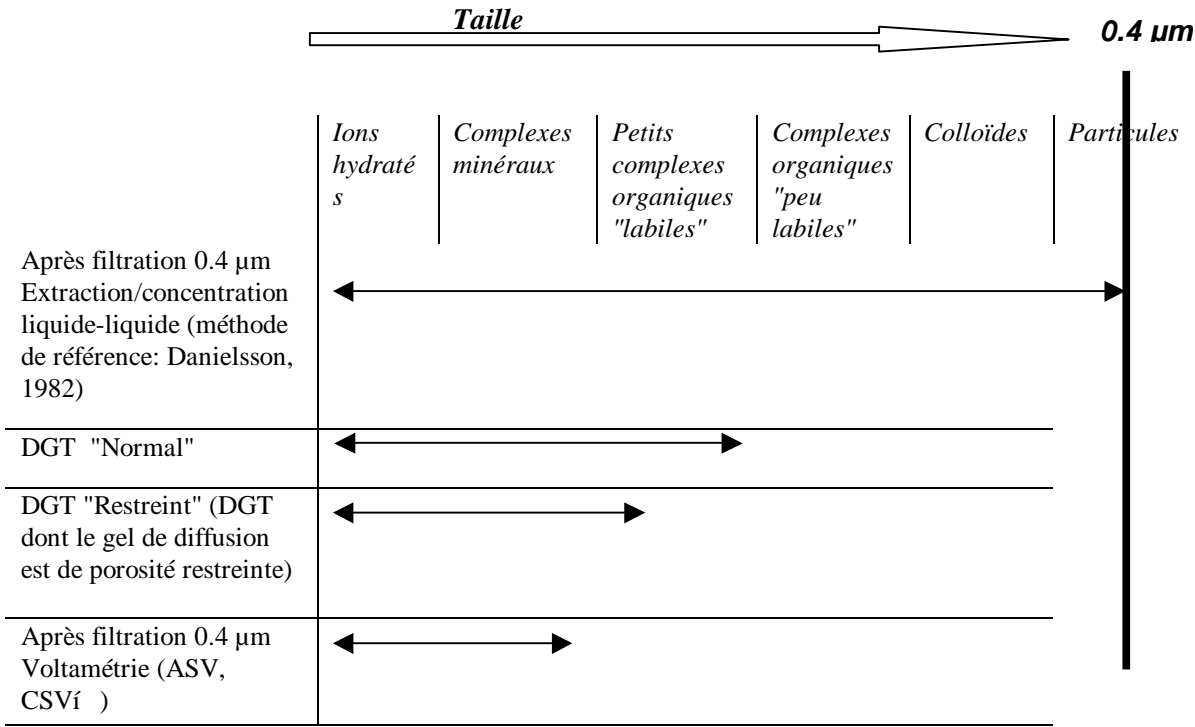 Taille
0.4 µm
Ions
hydraté
s
Complexes
minéraux
Petits
complexes
organiques
"labiles"
Complexes
organiques
"peu
labiles"
Colloïdes
Particules
Après filtration 0.4 µm
Extraction/concentration
liquide-liquide (méthode
de référence: Danielsson,
1982)
DGT "Normal"
DGT "Restreint" (DGT
dont le gel de diffusion
est de porosité restreinte)
Après filtration 0.4 µm
Voltamétrie (ASV,
CSVí )